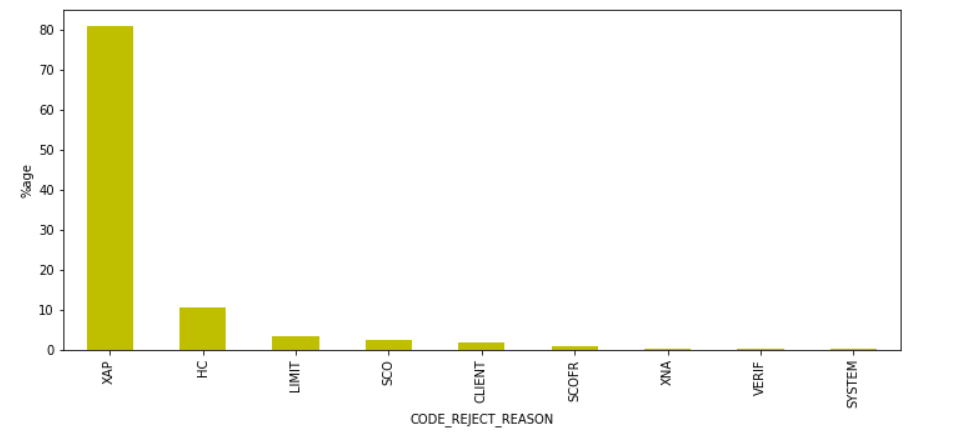 80
70
60
50
40
30
20
10
0
%age
XAP
HC
LIMIT
SCO
CLIENT
SCOFR
XNA
VERIF
SYSTEM
CODE_REJECT_REASON